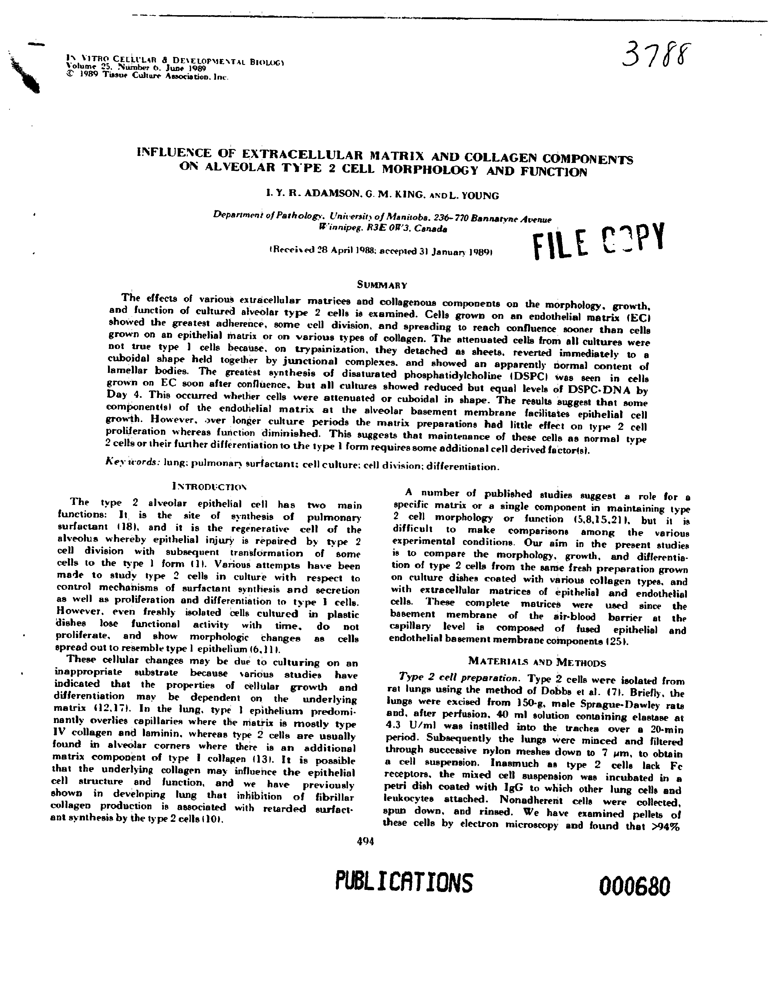 3788
IN VITRO CELLULAR & DEVELOPMENTAL BIOLOGY
Volume 25, Number 6, June 1989
© 1989 Tissue Culture Association, Inc.
INFLUENCE OF EXTRACELLULAR MATRIX AND COLLAGEN COMPONENTS
ON ALVEOLAR TYPE 2 CELL MORPHOLOGY AND FUNCTION
I. Y. R. ADAMSON, G. M. KING, AND L. YOUNG
Department of Pathology, University of Manitoba, 236-770 Bannatyne Avenue
Winnipeg, R3E 0W3, Canada
(Received 28 April 1988; accepted 31 January 1989)
FILE COPY
SUMMARY
The effects of various extracellular matrices and collagenous components on the morphology, growth,
and function of cultured alveolar type 2 cells is examined. Cells grown on an endothelial matrix (EC)
showed the greatest adherence, some cell division, and spreading to reach confluence sooner than cells
grown on an epithelial matrix or on various types of collagen. The attenuated cells from all cultures were
not true type 1 cells because, on trypsinization, they detached as sheets, reverted immediately to a
cuboidal shape held together by junctional complexes, and showed an apparently normal content of
lamellar bodies. The greatest synthesis of disaturated phosphatidylcholine (DSPC) was seen in cells
grown on EC soon after confluence, but all cultures showed reduced but equal levels of DSPC-DNA by
Day 4. This occurred whether cells were attenuated or cuboidal in shape. The results suggest that some
component(s) of the endothelial matrix at the alveolar basement membrane facilitates epithelial cell
growth. However, over longer culture periods the matrix preparations had little effect on type 2 cell
proliferation whereas function diminished. This suggests that maintenance of these cells as normal type
2 cells or their further differentiation to the type 1 form requires some additional cell derived factor(s).
Key words: lung; pulmonary surfactant; cell culture; cell division; differentiation.
INTRODUCTION
The type 2 alveolar epithelial cell has two main
functions: It is the site of synthesis of pulmonary
surfactant (18), and it is the regenerative cell of the
alveolus whereby epithelial injury is repaired by type 2
cell division with subsequent transformation of some
cells to the type 1 form (1). Various attempts have been
made to study type 2 cells in culture with respect to
control mechanisms of surfactant synthesis and secretion
as well as proliferation and differentiation to type 1 cells.
However, even freshly isolated cells cultured in plastic
dishes lose functional activity with time, do not
proliferate, and show morphologic changes as cells
spread out to resemble type 1 epithelium (6,11).
These cellular changes may be due to culturing on an
inappropriate substrate because various studies have
indicated that the properties of cellular growth and
differentiation may be dependent on the underlying
matrix (12,17). In the lung, type 1 epithelium predomi-
nantly overlies capillaries where the matrix is mostly type
IV collagen and laminin, whereas type 2 cells are usually
found in alveolar corners where there is an additional
matrix component of type 1 collagen (13). It is possible
that the underlying collagen may influence the epithelial
cell structure and function, and we have previously
shown in developing lung that inhibition of fibrillar
collagen production is associated with retarded surfact-
ant synthesis by the type 2 cells (10).
A number of published studies suggest a role for a
specific matrix or a single component in maintaining type
2 cell morphology or function (5,8,15,21), but it is
difficult to make comparisons among the various
experimental conditions. Our aim in the present studies
is to compare the morphology, growth, and differentia-
tion of type 2 cells from the same fresh preparation grown
on culture dishes coated with various collagen types, and
with extracellular matrices of epithelial and endothelial
cells. These complete matrices were used since the
basement membrane of the air-blood barrier at the
capillary level is composed of fused epithelial and
endothelial basement membrane components (25).
MATERIALS AND METHODS
Type 2 cell preparation. Type 2 cells were isolated from
rat lungs using the method of Dobbs et al. (7). Briefly, the
lungs were excised from 150-g, male Sprague-Dawley rats
and, after perfusion, 40 ml solution containing elastase at
4.3 U/ml was instilled into the trachea over a 20-min
period. Subsequently the lungs were minced and filtered
through successive nylon meshes down to 7 μm, to obtain
a cell suspension. Inasmuch as type 2 cells lack Fc
receptors, the mixed cell suspension was incubated in a
petri dish coated with IgG to which other lung cells and
leukocytes attached. Nonadherent cells were collected,
spun down, and rinsed. We have examined pellets of
these cells by electron microscopy and found that >94%
494
PUBLICATIONS
000680